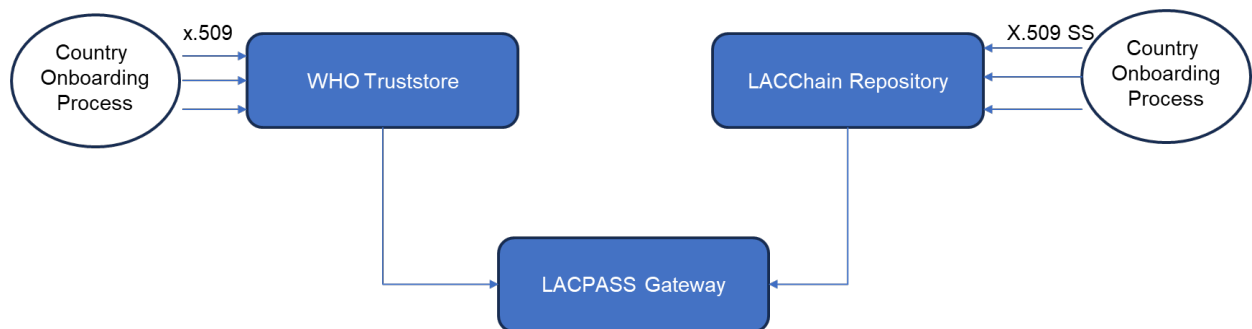 x.509
Country
Onboarding
Process
WHO Truststore
LACChain Repository
X.509 SS
Country
Onboarding
Process
LACPASS Gateway